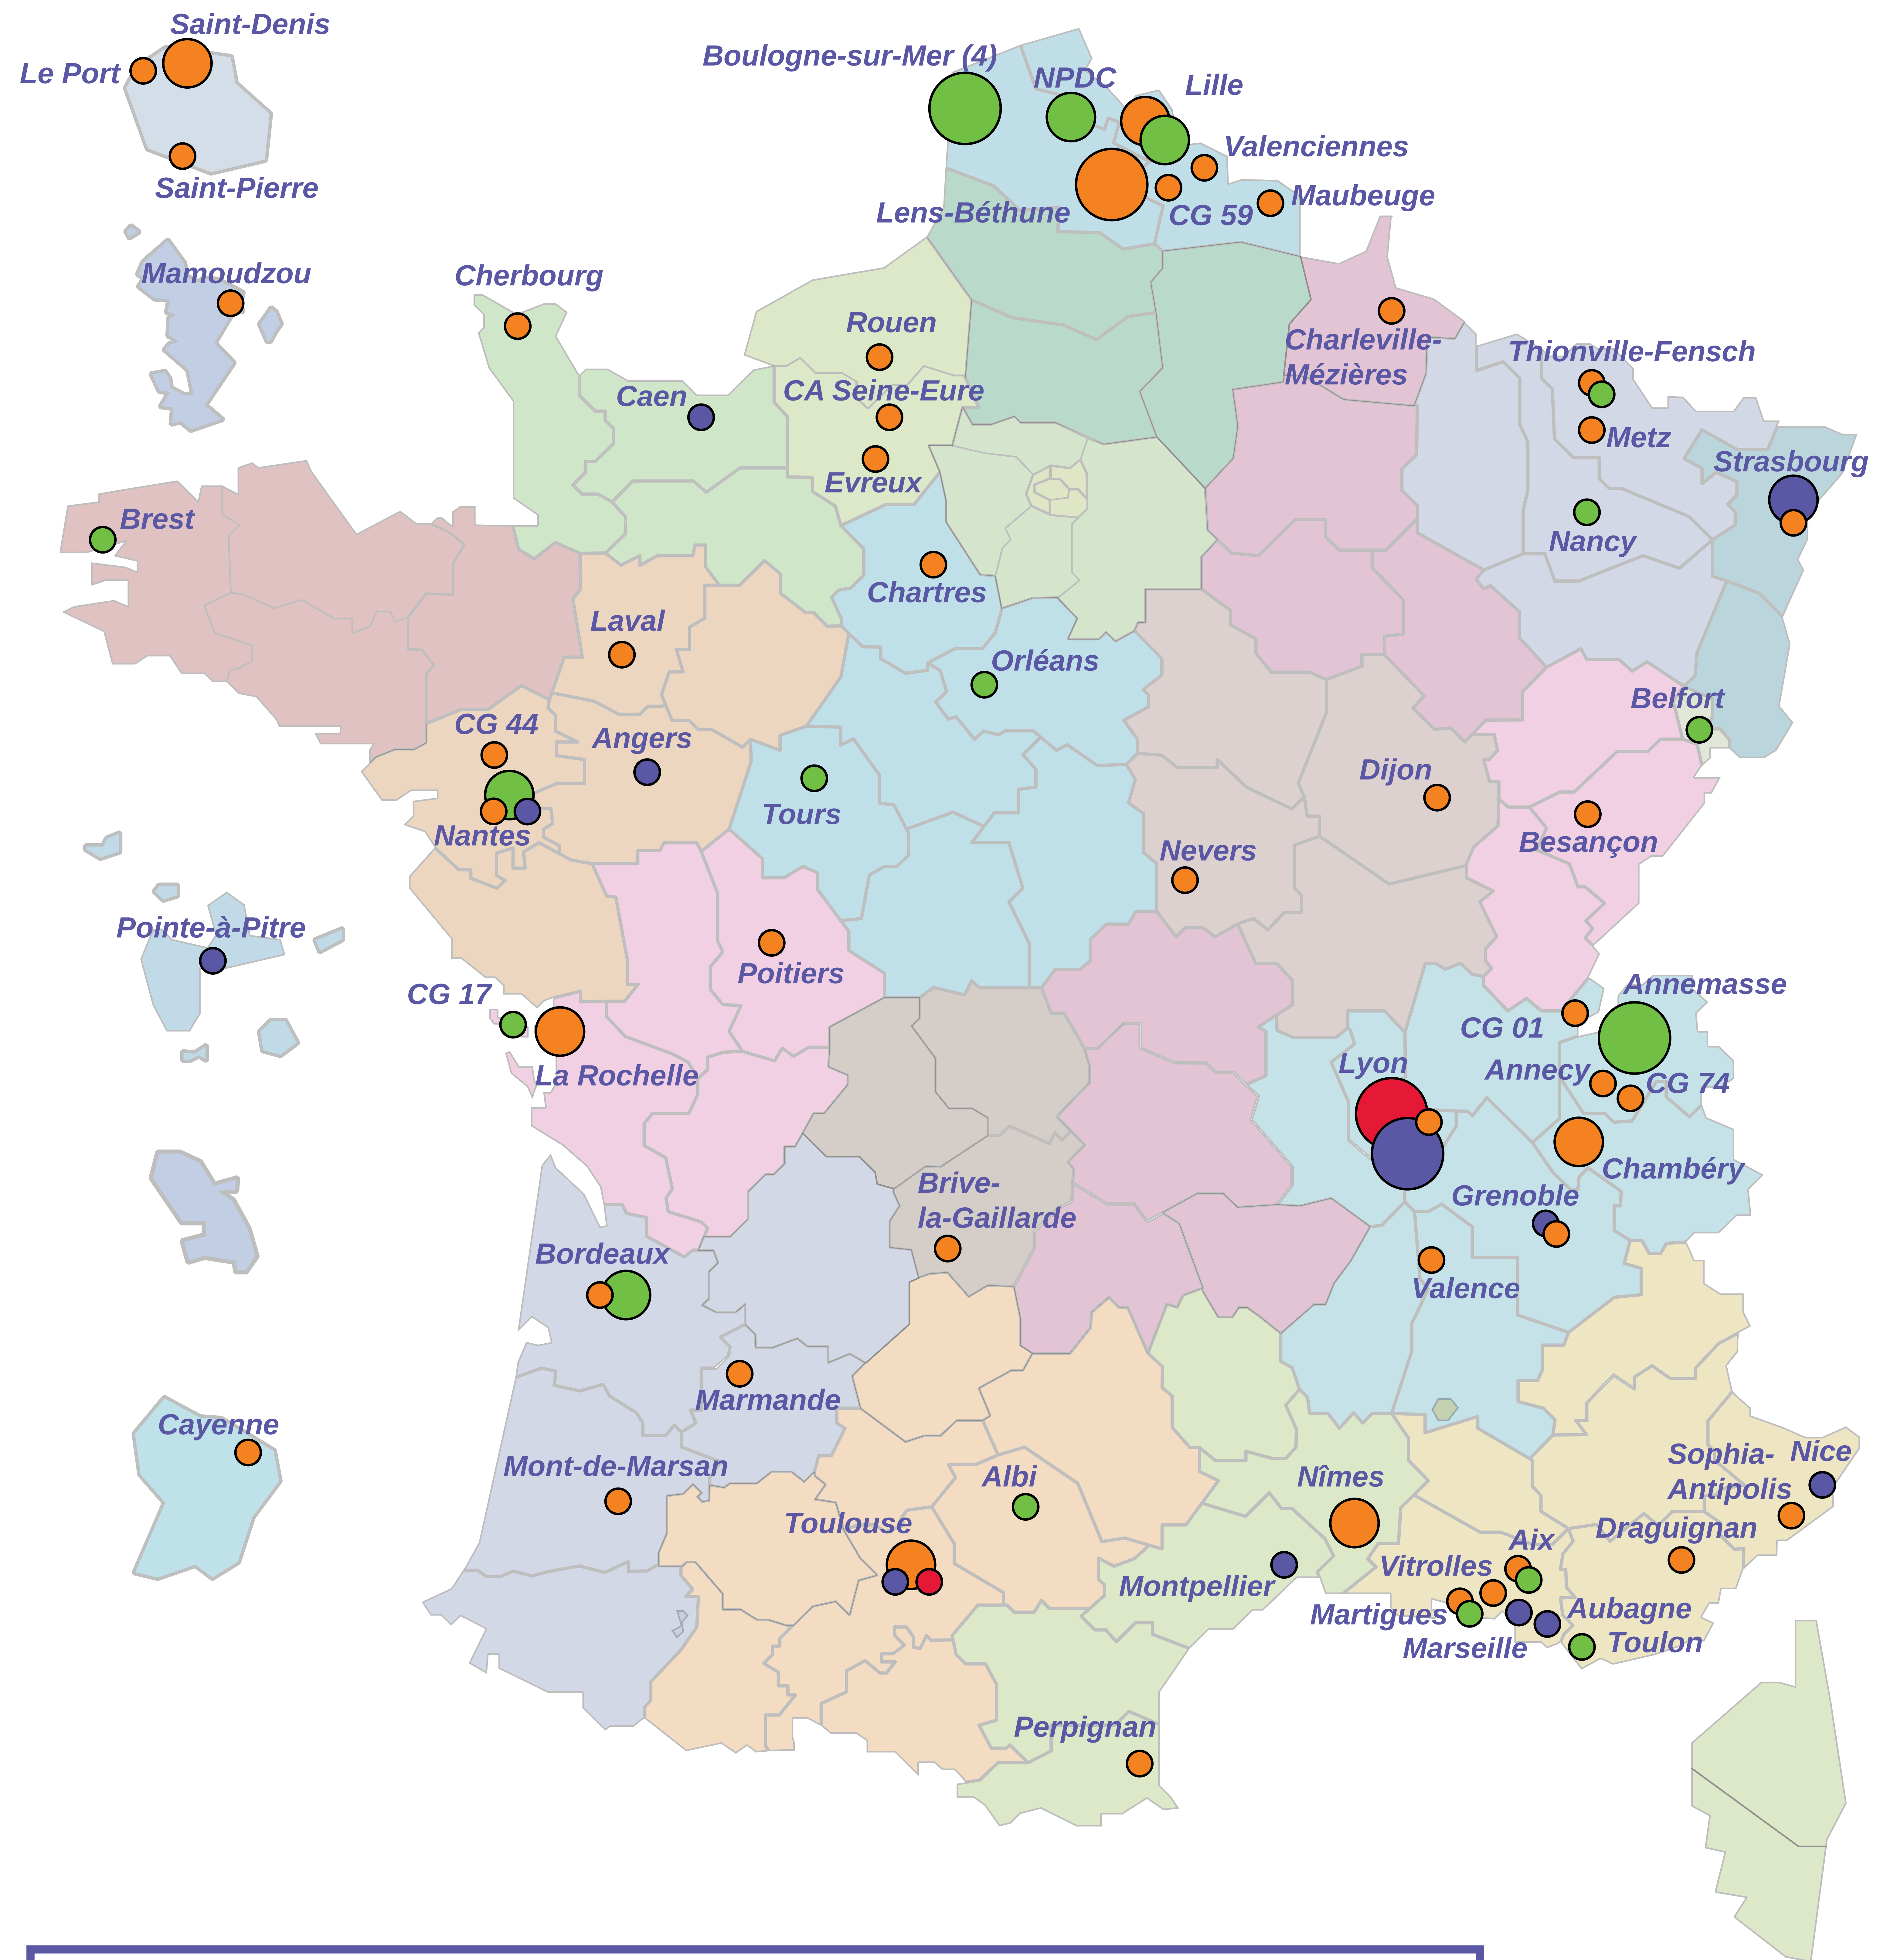 Saint-Denis
Le Port
Saint-Pierre
Boulogne-sur-Mer (4)
NPDC
Lille
Valenciennes
Maubeuge
Lens-Béthune
CG 59
Mamoudzou
Cherbourg
Rouen
Charleville-
Mézières
Thionville-Fensch
Caen
CA Seine-Eure
Metz
Strasbourg
Evreux
Brest
Nancy
Chartres
Laval
Orléans
Belfort
CG 44
Angers
Dijon
Tours
Nantes
Besançon
Nevers
Pointe-à-Pitre
Poitiers
CG 17
Annemasse
CG 01
Lyon
Annecy
La Rochelle
CG 74
Chambéry
Brive-
la-Gaillarde
Grenoble
Bordeaux
Valence
Marmande
Cayenne
Mont-de-Marsan
Albi
Nîmes
Sophia-
Antipolis
Nice
Toulouse
Draguignan
Aix
Vitrolles
Montpellier
Martigues
Aubagne
Marseille
Toulon
Perpignan